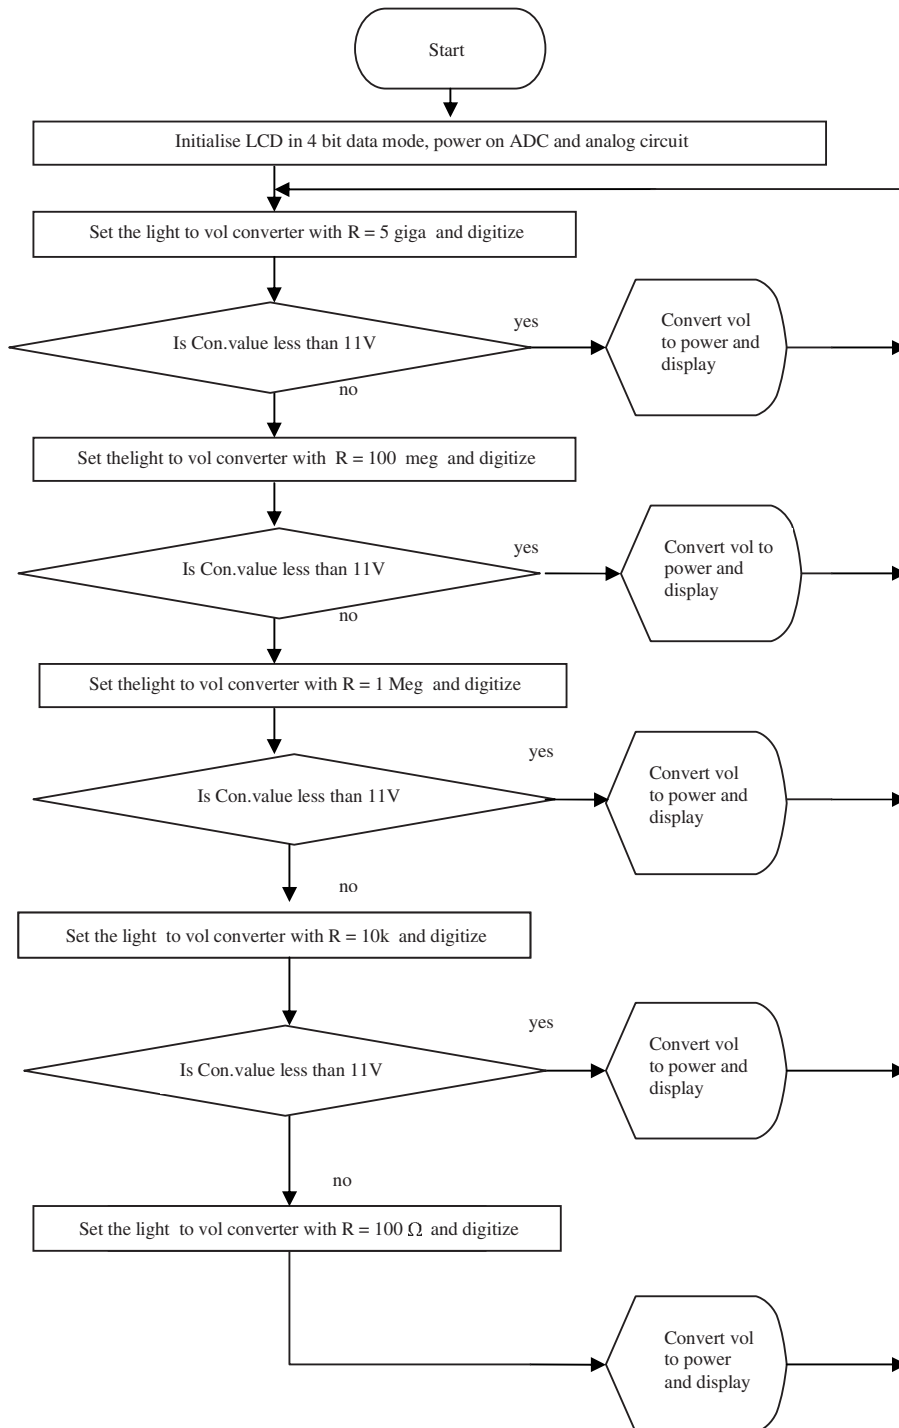 Start
Initialise LCD in 4 bit data mode, power on ADC and analog circuit
Set the light to vol converter with R = 5 giga and digitize
Is Con.value less than 11V
yes
Convert vol
to power and
display
no
Set thelight to vol converter with R = 100 meg and digitize
Is Con.value less than 11V
yes
Convert vol to
power and
display
no
Set thelight to vol converter with R = 1 Meg and digitize
Is Con.value less than 11V
yes
Convert vol
to power and
display
no
Set the light to vol converter with R = 10k and digitize
Is Con.value less than 11V
yes
Convert vol
to power and
display
no
Set the light to vol converter with R = 100 Ω and digitize
Convert vol
to power
and display